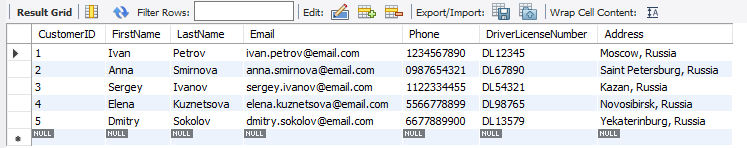 Result Grid Filter Rows: Edit: Export/Import: Wrap Cell Content: IA
CustomerID FirstName LastName Email Phone DriverLicenseNumber Address
1 Ivan Petrov ivan.petrov@email.com 1234567890 DL12345 Moscow, Russia
2 Anna Smirnova anna.smirnova@email.com 0987654321 DL67890 Saint Petersburg, Russia
3 Sergey Ivanov sergey.ivanov@email.com 1122334455 DL54321 Kazan, Russia
4 Elena Kuznetsova elena.kuznetsova@email.com 5566778899 DL98765 Novosibirsk, Russia
5 Dmitry Sokolov dmitry.sokolov@email.com 6677889900 DL13579 Yekaterinburg, Russia
NULL NULL NULL NULL NULL NULL NULL